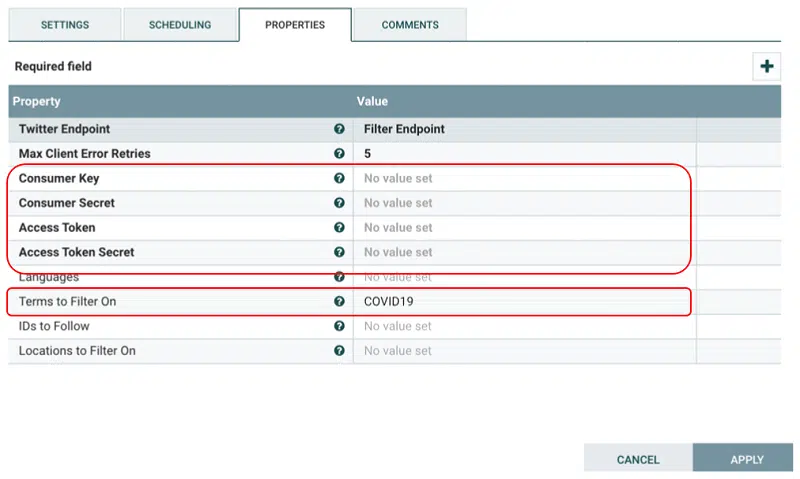 SETTINGS SCHEDULING PROPERTIES COMMENTS
Required field
Property Value
Twitter Endpoint Filter Endpoint
Max Client Error Retries 5
Consumer Key No value set
Consumer Secret No value set
Access Token No value set
Access Token Secret No value set
Languages No value set
Terms to Filter On COVID19
IDs to Follow No value set
Locations to Filter On No value set
CANCEL APPLY